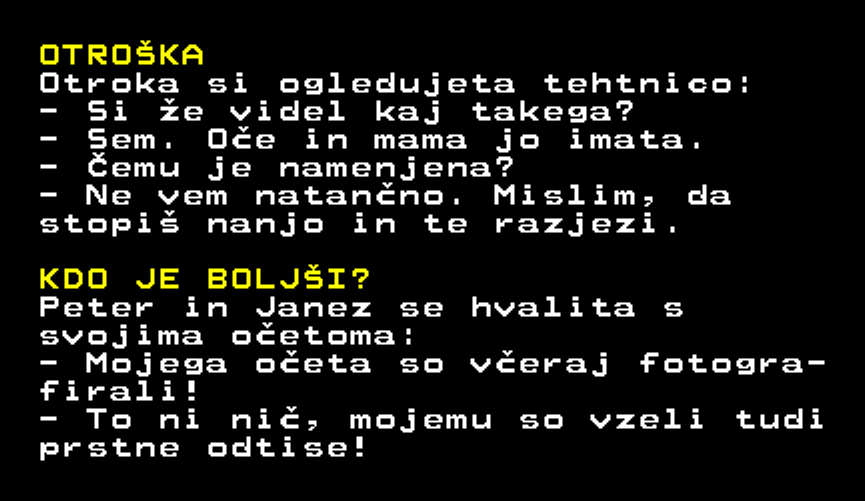 OTROŠKA
Otroka si ogledujeta tehtnico:
- Si že videl kaj takega?
- Sem. Oče in mama jo imata.
- Čemu je namenjena?
- Ne vem natančno. Mislim, da
stopiš nanjo in te razjezi.
KDO JE BOLJŠI?
Peter in Janez se hvalita s
svojima očetoma:
- Mojega očeta so včeraj fotogra-
firali!
- To ni nič, mojemu so vzeli tudi
prstne odtise!